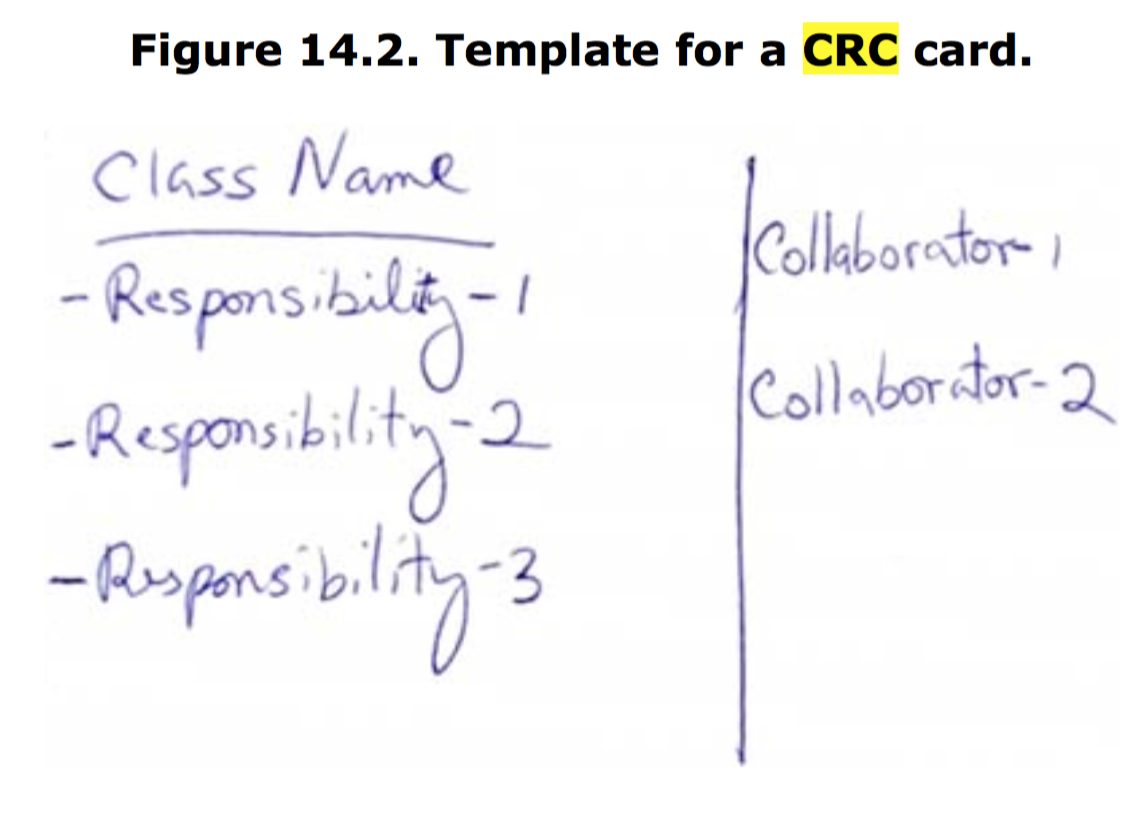 Figure 14.2. Template for a CRC card.
Class Name
- Responsibility-1
- Responsibility-2
- Responsibility-3
Collaborator-1
Collaborator-2